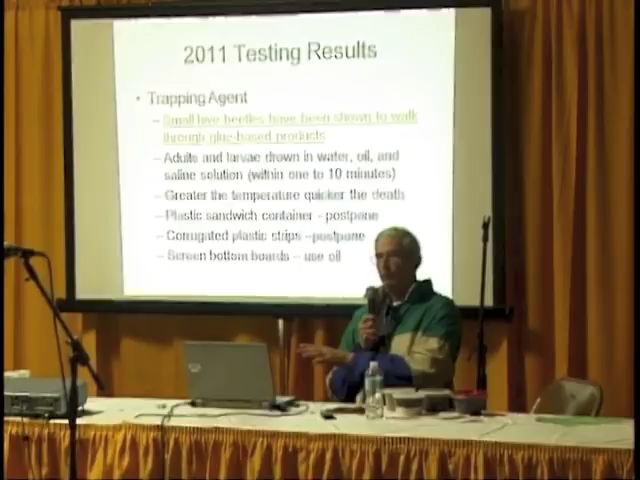 2011 Testing Results
• Trapping Agent
– Small hive beetles have been shown to walk
through glue-based products
– Adults and larvae drown in water, oil, and
saline solution (within one to 10 minutes)
– Greater the temperature quicker the death
– Plastic sandwich container - postpone
– Corrugated plastic strips - postpone
– Screen bottom boards – use oil